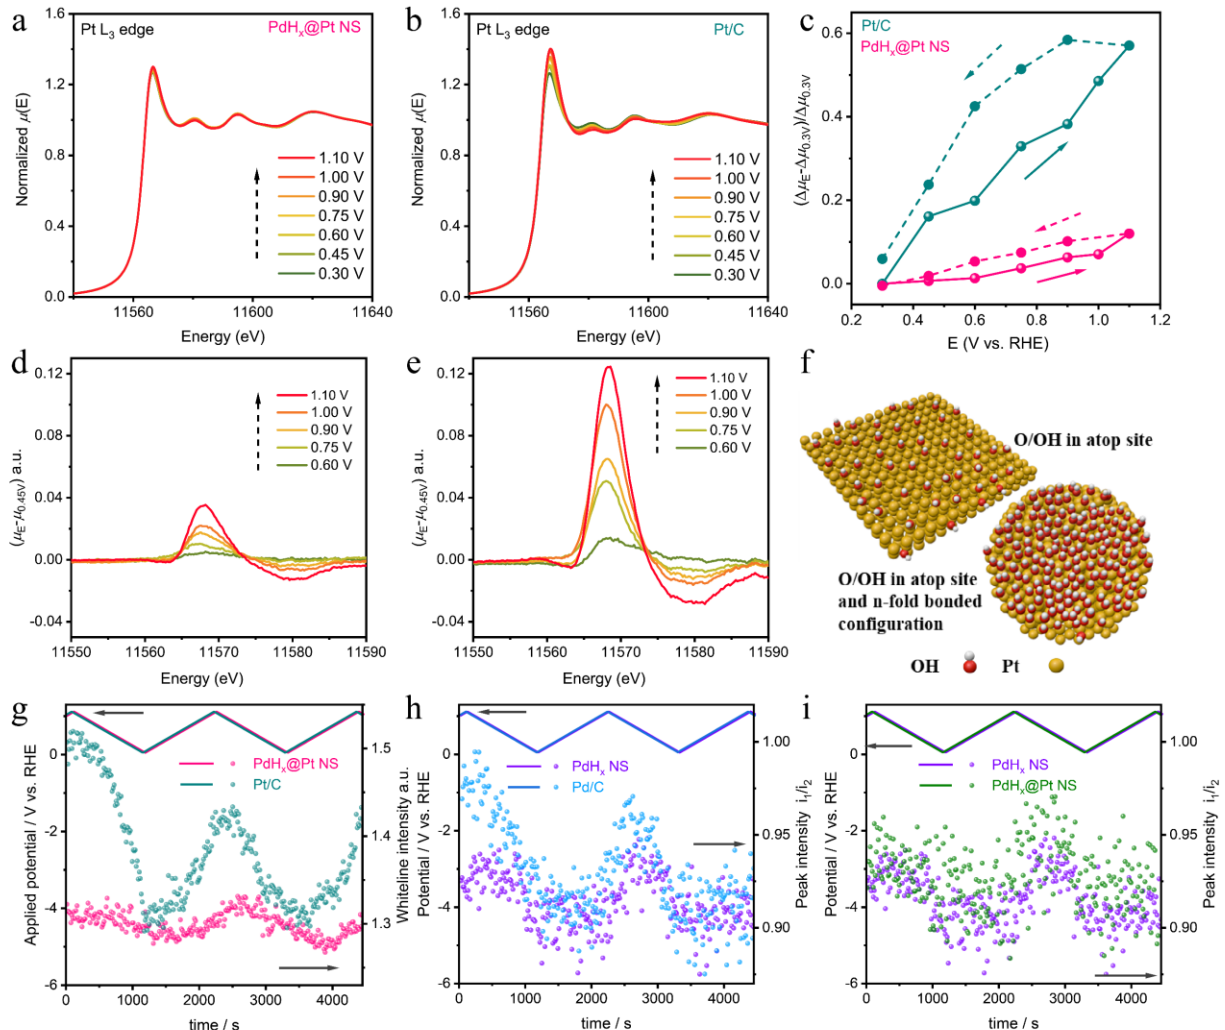 a
Pt L3 edge
PdHx@Pt NS
Normalized μ(E)
1.6
1.2
0.8
0.4
0.0
1.10 V
1.00 V
0.90 V
0.75 V
0.60 V
0.45 V
0.30 V
11560
11600
11640
Energy (eV)
b
Pt L3 edge
Pt/C
Normalized μ(E)
1.6
1.2
0.8
0.4
0.0
1.10 V
1.00 V
0.90 V
0.75 V
0.60 V
0.45 V
0.30 V
11560
11600
11640
Energy (eV)
c
Pt/C
PdHx@Pt NS
(ΔμE-Δμ0.3V)/Δμ0.3V
0.6
0.4
0.2
0.0
0.2
0.4
0.6
0.8
1.0
1.2
E (V vs. RHE)
d
(μE-μ0.45V) a.u.
0.12
0.08
0.04
0.00
-0.04
1.10 V
1.00 V
0.90 V
0.75 V
0.60 V
11550
11560
11570
11580
11590
Energy (eV)
e
(μE-μ0.45V) a.u.
0.12
0.08
0.04
0.00
-0.04
1.10 V
1.00 V
0.90 V
0.75 V
0.60 V
11550
11560
11570
11580
11590
Energy (eV)
f
O/OH in atop site
O/OH in atop site
and n-fold bonded
configuration
OH
Pt
g
Applied potential / V vs. RHE
0
-2
-4
-6
PdHx@Pt NS
Pt/C
1.5
1.4
1.3
Whiteline intensity a.u.
0
1000
2000
3000
4000
time / s
h
Potential / V vs. RHE
0
-2
-4
-6
PdHx NS
Pd/C
1.00
0.95
0.90
Peak intensity i1/i2
0
1000
2000
3000
4000
time / s
i
Potential / V vs. RHE
0
-2
-4
-6
PdHx NS
PdHx@Pt NS
1.00
0.95
0.90
Peak intensity i1/i2
0
1000
2000
3000
4000
time / s